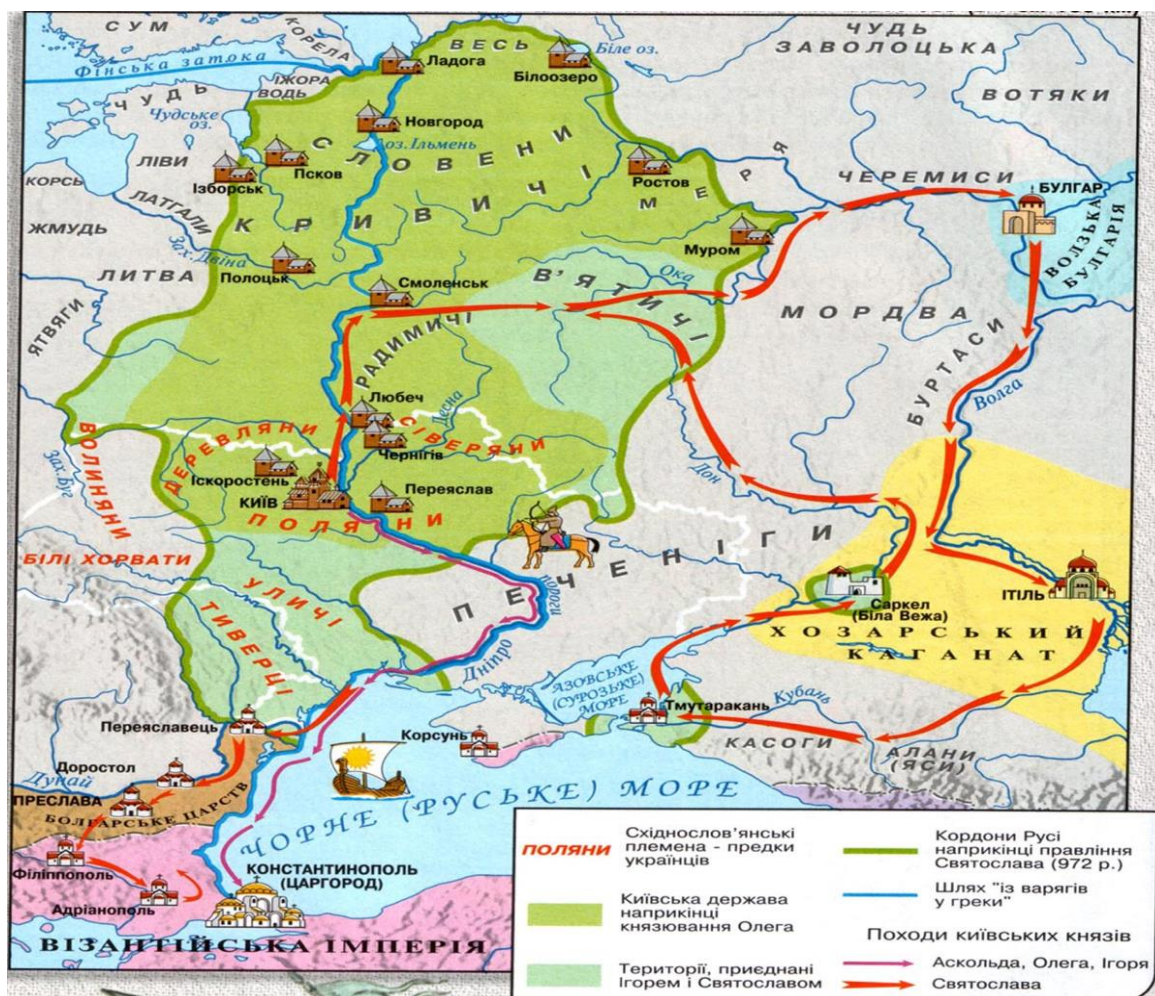 СУМ
КОРЕЛА
ВЕСЬ
Біле оз.
ЧУДЬ
ЗАВОЛОЦЬКА
Фінська затока
Ладога
Білоозеро
ІЖОРА
ВОДЬ
ЧУДЬ
Чудське
оз.
ВОТЯКИ
Новгород
оз. Ільмень
СЛОВЕНИ
ЛІВИ
Псков
Ізборськ
Ростов
МЕРЯ
ЧЕРЕМИСИ
БУЛГАР
КОРСЬ
ЛАТГАЛИ
КРИВИЧІ
ЖМУДЬ
Муром
ВОЛЗЬКА
БУЛГАРІЯ
Зах. Двіна
ЛИТВА
Полоцьк
Смоленськ
В'ЯТИЧІ
Ока
МОРДВА
ЯТВЯГИ
РАДИМИЧІ
БУРТАСИ
Волга
Любеч
Десна
ВОЛИНЯНИ
ДЕРЕВЛЯНИ
СІВЕРЯНИ
Чернігів
Зах. Буг
Іскоростень
Дон
КИЇВ
Переяслав
ПОЛЯНИ
БІЛІ ХОРВАТИ
ПЕЧЕНІГИ
пороги
УЛИЧІ
ТИВЕРЦІ
Саркел
(Біла Вежа)
ІТІЛЬ
ХОЗАРСЬКИЙ
КАГАНАТ
Дніпро
АЗОВСЬКЕ
(СУРОЗЬКЕ)
МОРЕ
Тмутаракань
Кубань
Переяславець
Корсунь
КАСОГИ
АЛАНИ
(ЯСИ)
Доростол
Дунай
ПРЕСЛАВА
БОЛГАРСЬКЕ ЦАРСТВ
ЧОРНЕ (РУСЬКЕ) МОРЕ
Філіппополь
КОНСТАНТИНОПОЛЬ
(ЦАРГОРОД)
Адріанополь
ВІЗАНТІЙСЬКА ІМПЕРІЯ
ПОЛЯНИ
Східнослов'янські
племена - предки
українців
Київська держава
наприкінці
князювання Олега
Території, приєднані
Ігорем і Святославом
Кордони Русі
наприкінці правління
Святослава (972 р.)
Шлях "із варягів
у греки"
Походи київських князів
Аскольда, Олега, Ігоря
Святослава